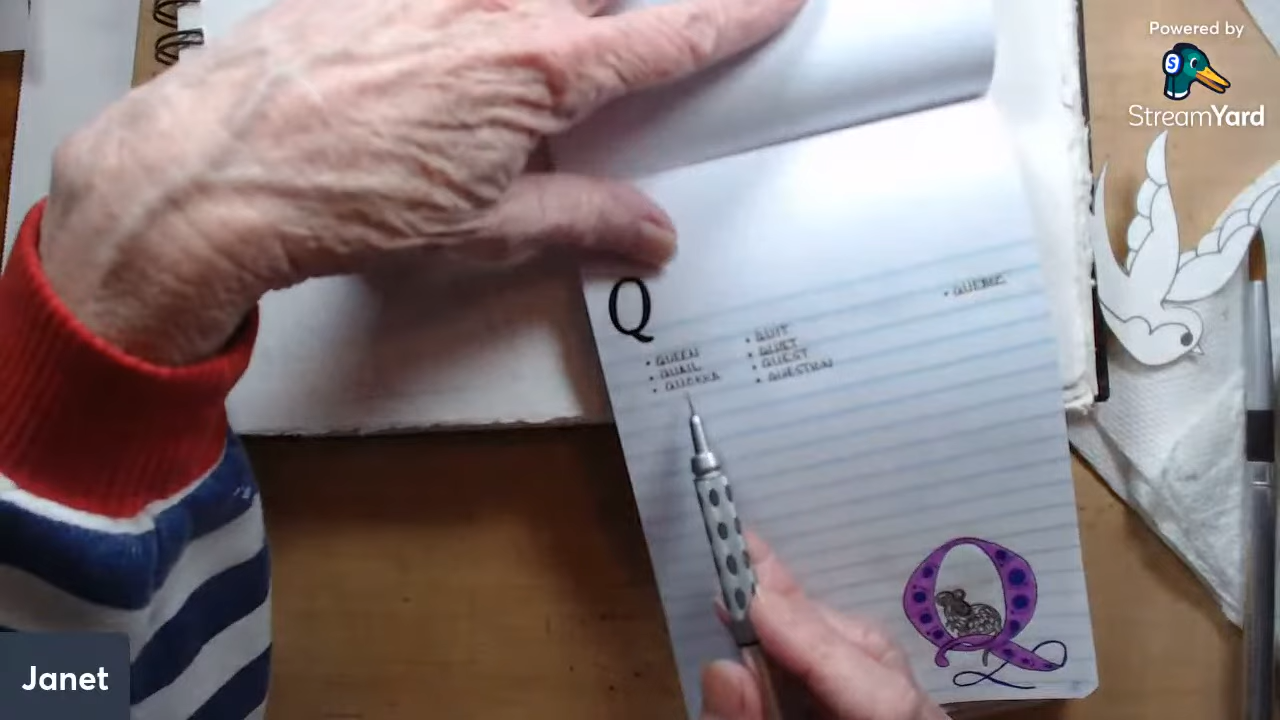 Powered by
StreamYard
Q
• QUEEN
• QUAIL
• QUOKKA
• QUIT
• QUIET
• QUEST
• QUESTION
• QUEBEC
Q
Janet